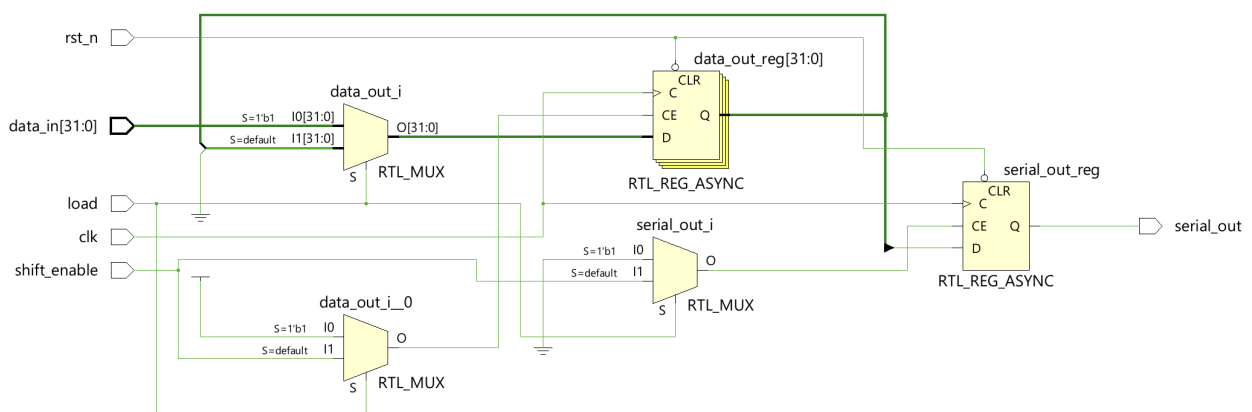 rst_n
data_out_reg[31:0]
CLR
C
CE
Q
D
RTL_REG_ASYNC
data_out_i
data_in[31:0]
S=1'b1
I0[31:0]
S=default
I1[31:0]
O[31:0]
S
RTL_MUX
load
clk
shift_enable
serial_out_reg
CLR
C
CE
Q
D
RTL_REG_ASYNC
serial_out
serial_out_i
S=1'b1
I0
S=default
I1
O
S
RTL_MUX
data_out_i__0
S=1'b1
I0
S=default
I1
O
S
RTL_MUX